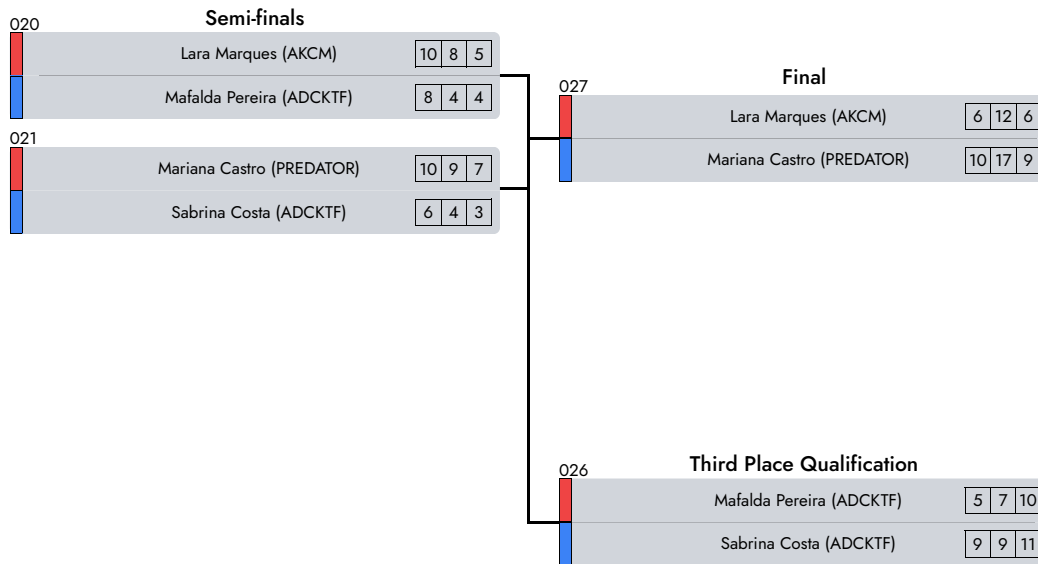 Semi-finals
020
Lara Marques (AKCM) 10 8 5
Mafalda Pereira (ADCKTF) 8 4 4
021
Mariana Castro (PREDATOR) 10 9 7
Sabrina Costa (ADCKTF) 6 4 3
Final
027
Lara Marques (AKCM) 6 12 6
Mariana Castro (PREDATOR) 10 17 9
Third Place Qualification
026
Mafalda Pereira (ADCKTF) 5 7 10
Sabrina Costa (ADCKTF) 9 9 11